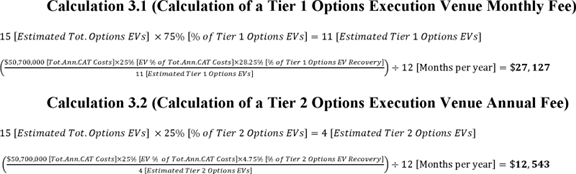 Calculation 3.1 (Calculation of a Tier 1 Options Execution Venue Monthly Fee)
15 [Estimated Tot. Options EVs] × 75% [% of Tier 1 Options EVs] = 11 [Estimated Tier 1 Options EVs]
($50,700,000 [Tot.Ann.CAT Costs]×25% [EV % of Tot.Ann.CAT Costs]×28.25% [% of Tier 1 Options EV Recovery] / 11 [Estimated Tier 1 Options EVs]) ÷ 12 [Months per year] = $27,127
Calculation 3.2 (Calculation of a Tier 2 Options Execution Venue Annual Fee)
15 [Estimated Tot. Options EVs] × 25% [% of Tier 2 Options EVs] = 4 [Estimated Tier 2 Options EVs]
($50,700,000 [Tot.Ann.CAT Costs]×25% [EV % of Tot.Ann.CAT Costs]×4.75% [% of Tier 2 Options EV Recovery] / 4 [Estimated Tier 2 Options EVs]) ÷ 12 [Months per year] = $12,543